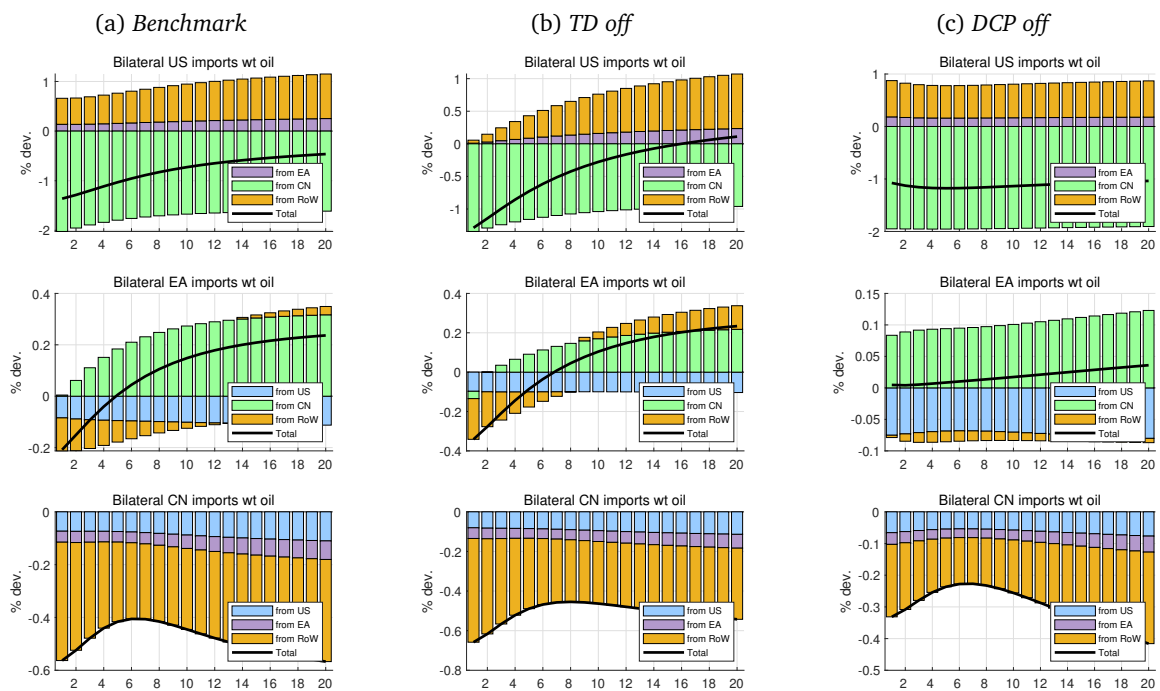 (a) Benchmark
(b) TD off
(c) DCP off
Bilateral US imports wt oil
1
0
-1
-2
% dev.
from EA
from CN
from RoW
Total
2 4 6 8 10 12 14 16 18 20
Bilateral US imports wt oil
1
0.5
0
-0.5
-1
% dev.
from EA
from CN
from RoW
Total
2 4 6 8 10 12 14 16 18 20
Bilateral US imports wt oil
1
0
-1
-2
% dev.
from EA
from CN
from RoW
Total
2 4 6 8 10 12 14 16 18 20
Bilateral EA imports wt oil
0.4
0.2
0
-0.2
% dev.
from US
from CN
from RoW
Total
2 4 6 8 10 12 14 16 18 20
Bilateral EA imports wt oil
0.4
0.2
0
-0.2
-0.4
% dev.
from US
from CN
from RoW
Total
2 4 6 8 10 12 14 16 18 20
Bilateral EA imports wt oil
0.15
0.1
0.05
0
-0.05
-0.1
% dev.
from US
from CN
from RoW
Total
2 4 6 8 10 12 14 16 18 20
Bilateral CN imports wt oil
0
-0.2
-0.4
-0.6
% dev.
from US
from EA
from RoW
Total
2 4 6 8 10 12 14 16 18 20
Bilateral CN imports wt oil
0
-0.2
-0.4
-0.6
-0.8
% dev.
from US
from EA
from RoW
Total
2 4 6 8 10 12 14 16 18 20
Bilateral CN imports wt oil
0
-0.1
-0.2
-0.3
-0.4
-0.5
% dev.
from US
from EA
from RoW
Total
2 4 6 8 10 12 14 16 18 20